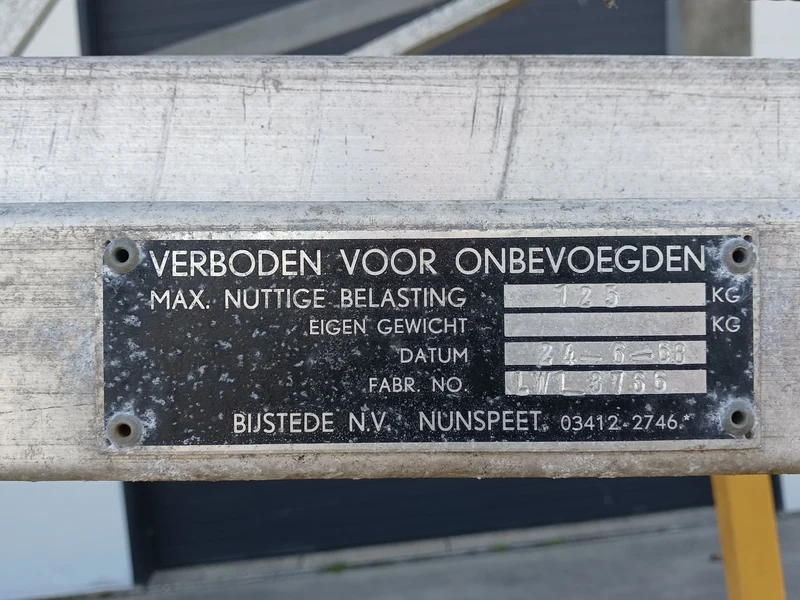 VERBODEN VOOR ONBEVOEGDEN
MAX. NUTTIGE BELASTING 125 KG
EIGEN GEWICHT KG
DATUM 24-6-68
FABR. NO. LWL 8766
BIJSTEDE N.V. NUNSPEET. 03412-2746.*